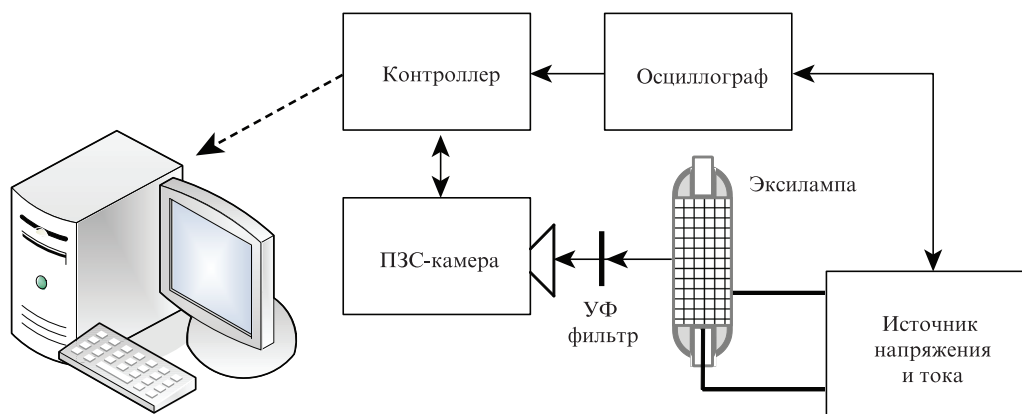 Контроллер
Осциллограф
Эксилампа
ПЗС-камера
УФ
фильтр
Источник
напряжения
и тока